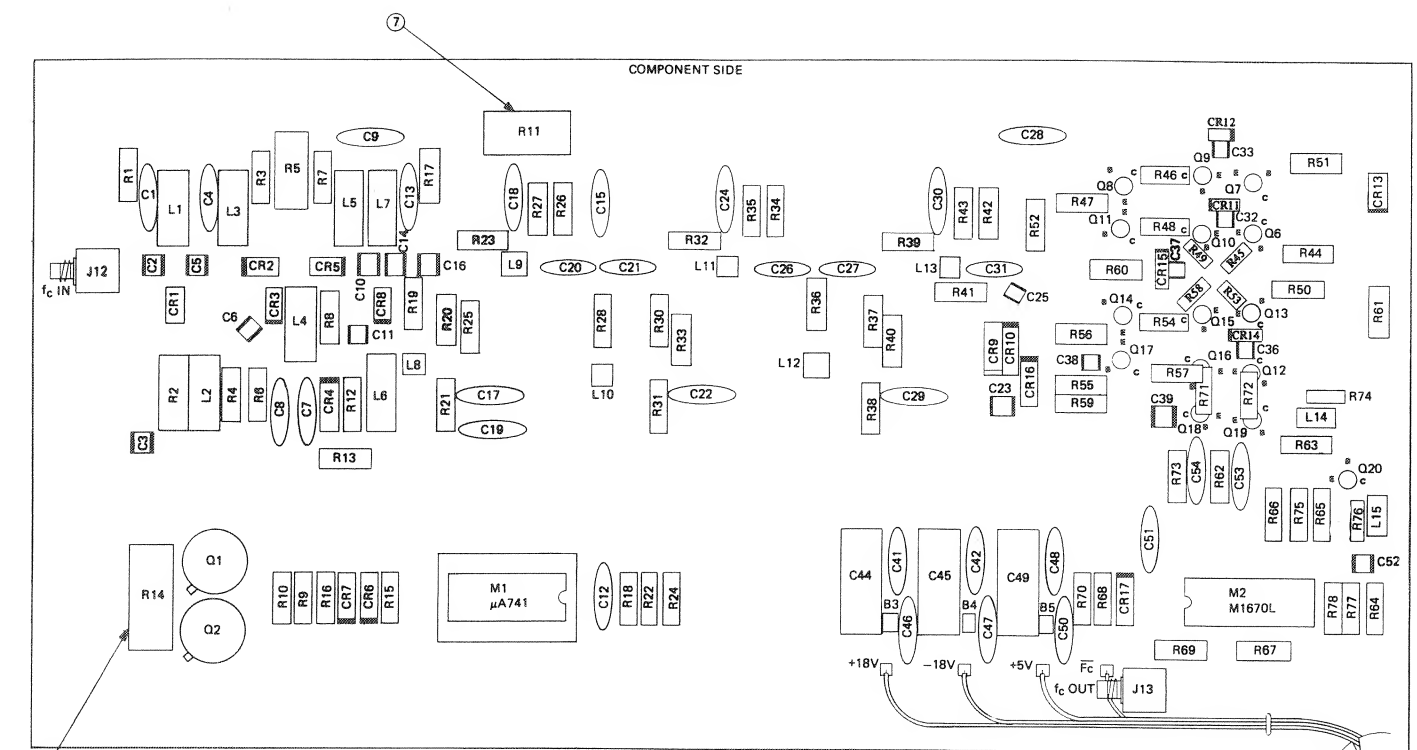 7
COMPONENT SIDE
R1
C1
L1
C4
L3
R3
R5
R7
C9
L5
L7
C13
R17
R11
C18
R27
R26
C15
C24
R35
R34
C30
R43
R42
C28
R52
CR12
C33
Q9
R46 C
Q8
C
R47
Q11
C
R48 C
Q7
C
CR11
C32
Q10
Q6
C
R51
CR13
J12
fc IN
C2
C5
CR2
CR5
C10
C14
C16
R23
L9
C20
C21
R32
L11
C26
C27
R39
L13
C31
R41
C25
R60
CR15
C37
R49
R45
R44
CR1
C6
CR3
L4
R8
CR8
C11
R19
R20
R25
R28
R30
R33
R36
R37
R40
CR9
CR10
Q14
C
R56
R54 C
R58
R53
Q15
Q13
C
R50
R61
CR14
C36
R2
L2
R4
R6
C8
C7
CR4
R12
L6
L8
R21
C17
C19
L10
R31
C22
L12
R38
C29
C23
CR16
C38
Q17
C
R55
R59
C Q16
R57
R71
R72
C
Q12
C39
C
Q18
Q19
C
R74
L14
R63
C3
R13
R73
C54
R62
C53
Q20
C
R66
R75
R65
R76
L15
C52
R14
Q1
Q2
R10
R9
R16
CR7
CR6
R15
M1
μA741
C12
R18
R22
R24
C44
C41
B3
C46
C45
C42
B4
C47
C49
C48
B5
C50
R70
R68
CR17
C51
M2
M1670L
R78
R77
R64
R69
R67
+18V
−18V
+5V
Fc
fc OUT
J13